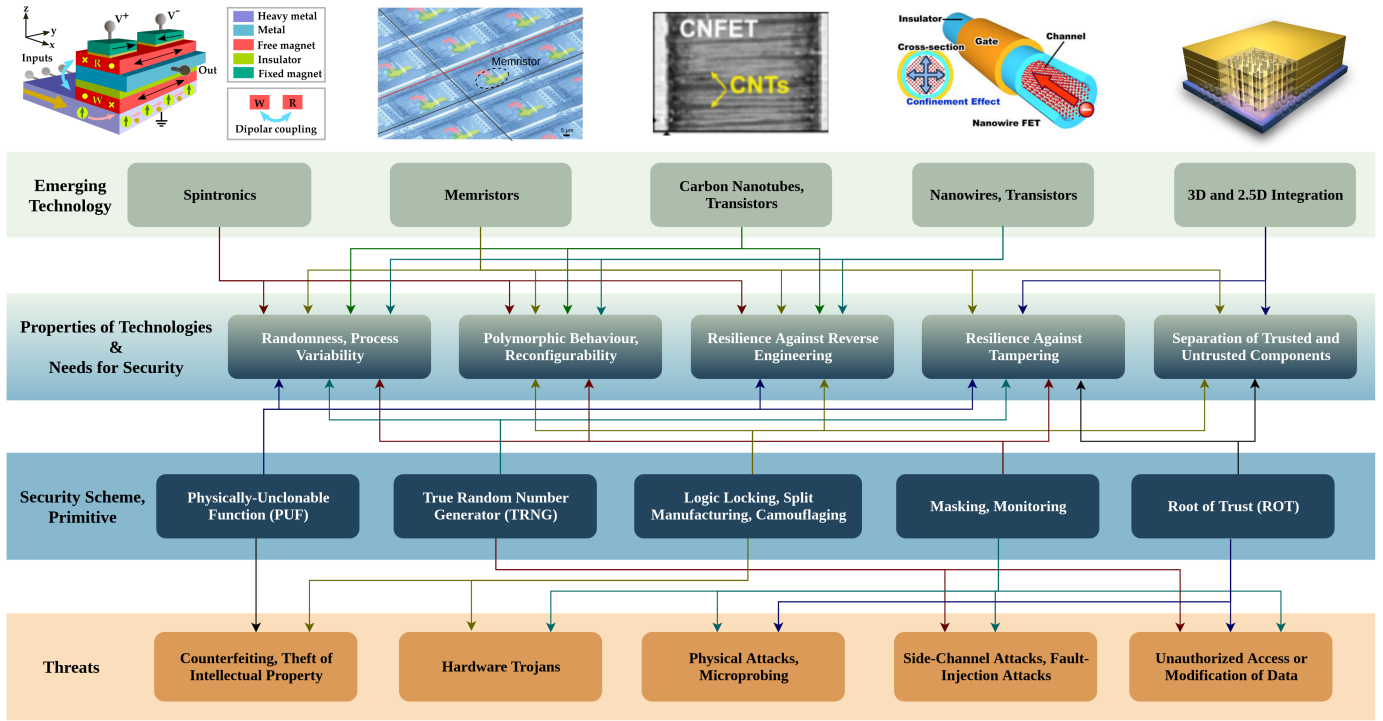 z
y
x
V+
V−
Inputs
R
W
Out
Heavy metal
Metal
Free magnet
Insulator
Fixed magnet
W R
Dipolar coupling
Memristor
5 μm
CNFET
CNTs
Insulator
Gate
Channel
Cross-section
Confinement Effect
Nanowire FET
Emerging
Technology
Spintronics
Memristors
Carbon Nanotubes,
Transistors
Nanowires, Transistors
3D and 2.5D Integration
Properties of Technologies
&
Needs for Security
Randomness, Process
Variability
Polymorphic Behaviour,
Reconfigurability
Resilience Against Reverse
Engineering
Resilience Against
Tampering
Separation of Trusted and
Untrusted Components
Security Scheme,
Primitive
Physically-Unclonable
Function (PUF)
True Random Number
Generator (TRNG)
Logic Locking, Split
Manufacturing, Camouflaging
Masking, Monitoring
Root of Trust (ROT)
Threats
Counterfeiting, Theft of
Intellectual Property
Hardware Trojans
Physical Attacks,
Microprobing
Side-Channel Attacks, Fault-
Injection Attacks
Unauthorized Access or
Modification of Data